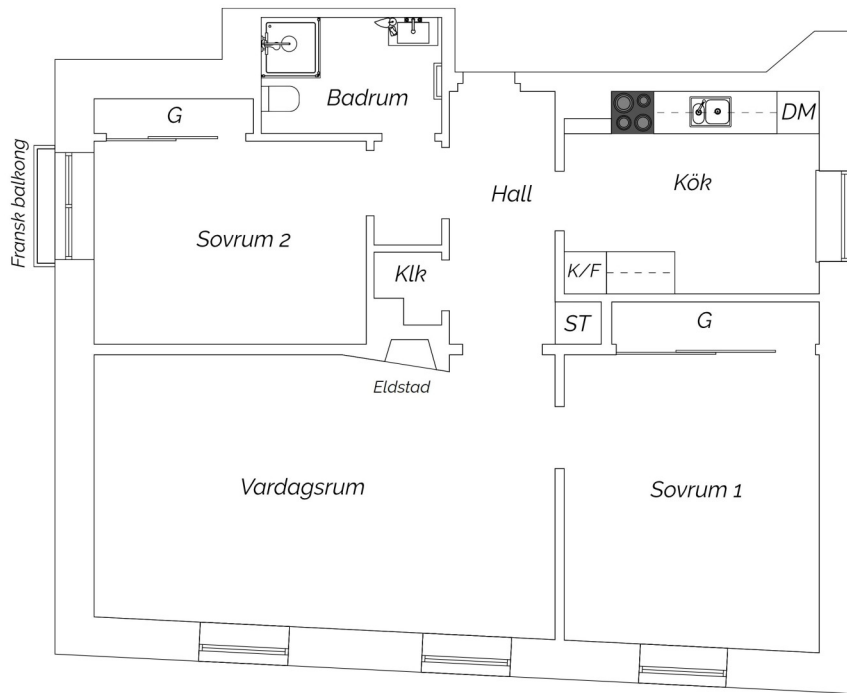 Badrum
G
DM
Fransk balkong
Hall
Kök
Sovrum 2
Klk
K/F
ST
G
Eldstad
Vardagsrum
Sovrum 1